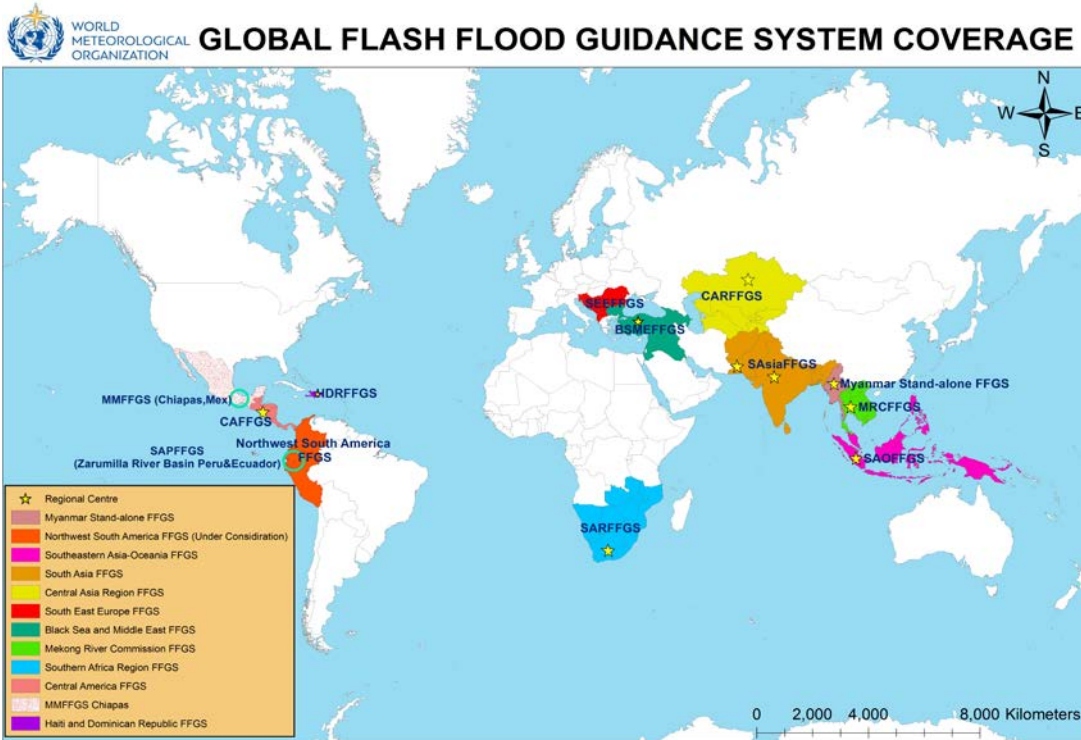 WORLD
METEOROLOGICAL
ORGANIZATION
GLOBAL FLASH FLOOD GUIDANCE SYSTEM COVERAGE
N
W
E
S
CARFFGS
SEEFFGS
BSMEFFGS
SAsiaFFGS
Myanmar Stand-alone FFGS
MRCFFGS
SAOFFGS
HDRFFGS
MMFFGS (Chiapas,Mex)
CAFFGS
Northwest South America
FFGS
SAPFFGS
(Zarumilla River Basin Peru&Ecuador)
SARFFGS
Regional Centre
Myanmar Stand-alone FFGS
Northwest South America FFGS (Under Considiration)
Southeastern Asia-Oceania FFGS
South Asia FFGS
Central Asia Region FFGS
South East Europe FFGS
Black Sea and Middle East FFGS
Mekong River Commission FFGS
Southern Africa Region FFGS
Central America FFGS
MMFFGS Chiapas
Haiti and Dominican Republic FFGS
0 2,000 4,000 8,000 Kilometers